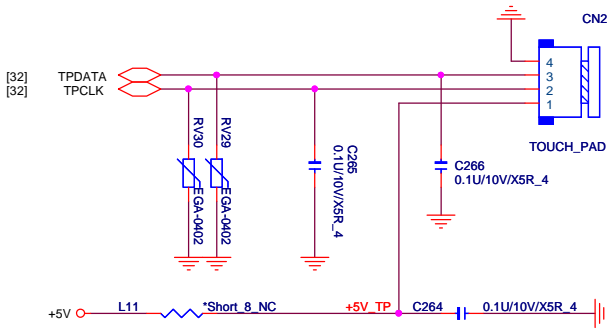 CN2
[32] TPDATA
[32] TPCLK
4
3
2
1
TOUCH_PAD
RV30
EGA-0402
RV29
EGA-0402
C265
0.1U/10V/X5R_4
C266
0.1U/10V/X5R_4
+5V
L11
*Short_8_NC
+5V_TP
C264
0.1U/10V/X5R_4